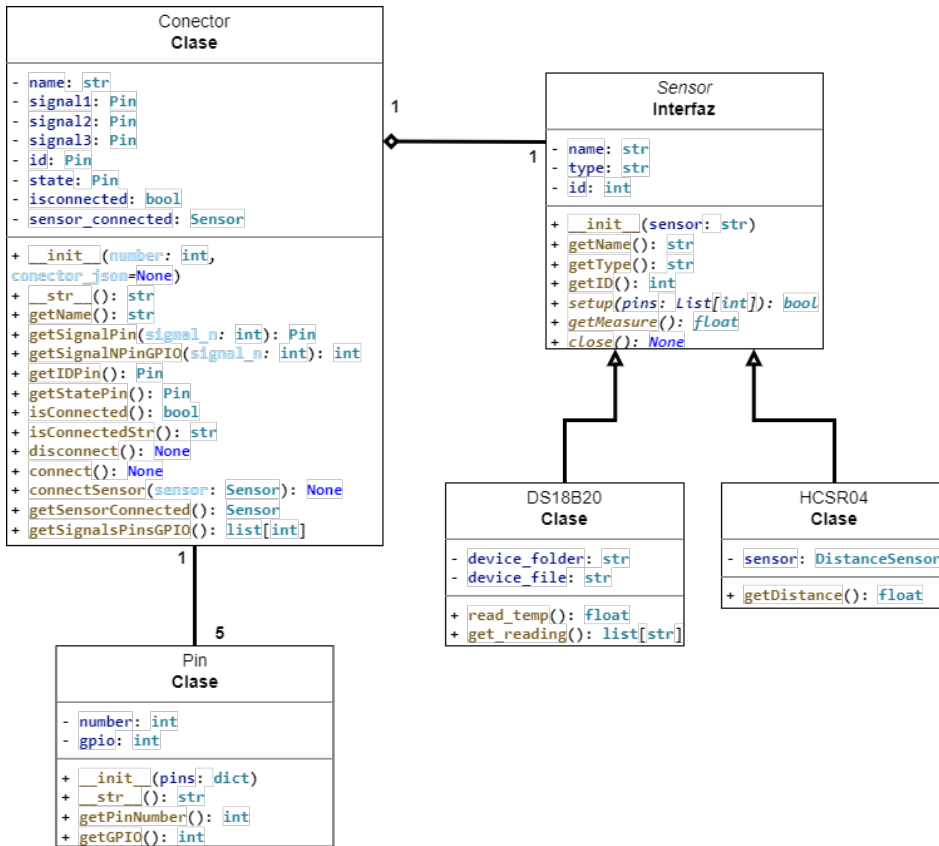 Conector
Clase
- name: str
- signal1: Pin
- signal2: Pin
- signal3: Pin
- id: Pin
- state: Pin
- isconnected: bool
- sensor_connected: Sensor
+ __init__(number: int,
conector_json=None)
+ __str__(): str
+ getName(): str
+ getSignalPin(signal_n: int): Pin
+ getSignalNPinGPIO(signal_n: int): int
+ getIDPin(): Pin
+ getStatePin(): Pin
+ isConnected(): bool
+ isConnectedStr(): str
+ disconnect(): None
+ connect(): None
+ connectSensor(sensor: Sensor): None
+ getSensorConnected(): Sensor
+ getSignalsPinsGPIO(): list[int]
1
1
Sensor
Interfaz
- name: str
- type: str
- id: int
+ __init__(sensor: str)
+ getName(): str
+ getType(): str
+ getID(): int
+ setup(pins: List[int]): bool
+ getMeasure(): float
+ close(): None
DS18B20
Clase
- device_folder: str
- device_file: str
+ read_temp(): float
+ get_reading(): list[str]
HCSR04
Clase
- sensor: DistanceSensor
+ getDistance(): float
1
5
Pin
Clase
- number: int
- gpio: int
+ __init__(pins: dict)
+ __str__(): str
+ getPinNumber(): int
+ getGPIO(): int